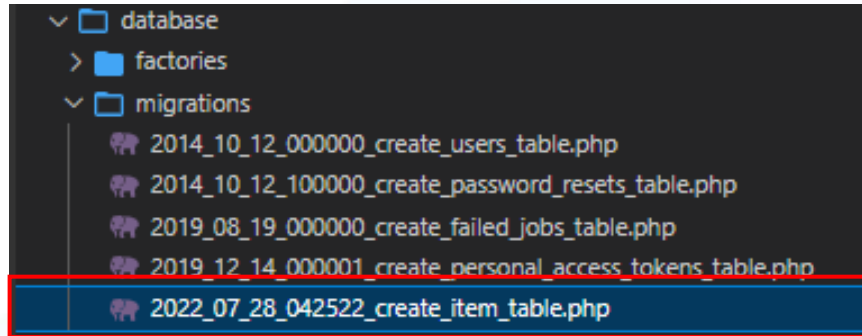 database
factories
migrations
2014_10_12_000000_create_users_table.php
2014_10_12_100000_create_password_resets_table.php
2019_08_19_000000_create_failed_jobs_table.php
2019_12_14_000001_create_personal_access_tokens_table.php
2022_07_28_042522_create_item_table.php